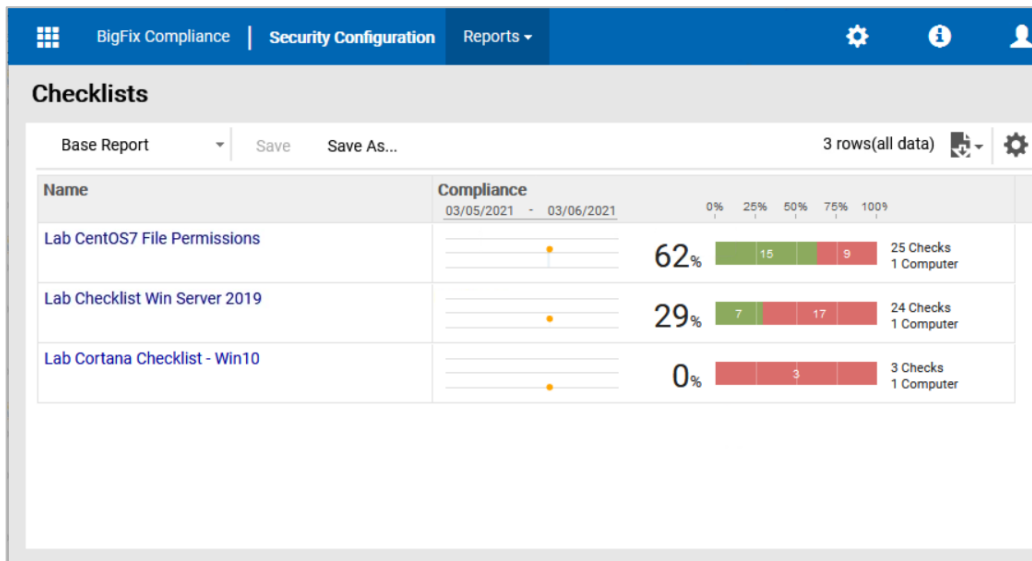 BigFix Compliance | Security Configuration Reports
Checklists
Base Report Save Save As... 3 rows(all data)
Name Compliance
03/05/2021 - 03/06/2021 0% 25% 50% 75% 100%
Lab CentOS7 File Permissions 62% 15 9 25 Checks
1 Computer
Lab Checklist Win Server 2019 29% 7 17 24 Checks
1 Computer
Lab Cortana Checklist - Win10 0% 3 3 Checks
1 Computer